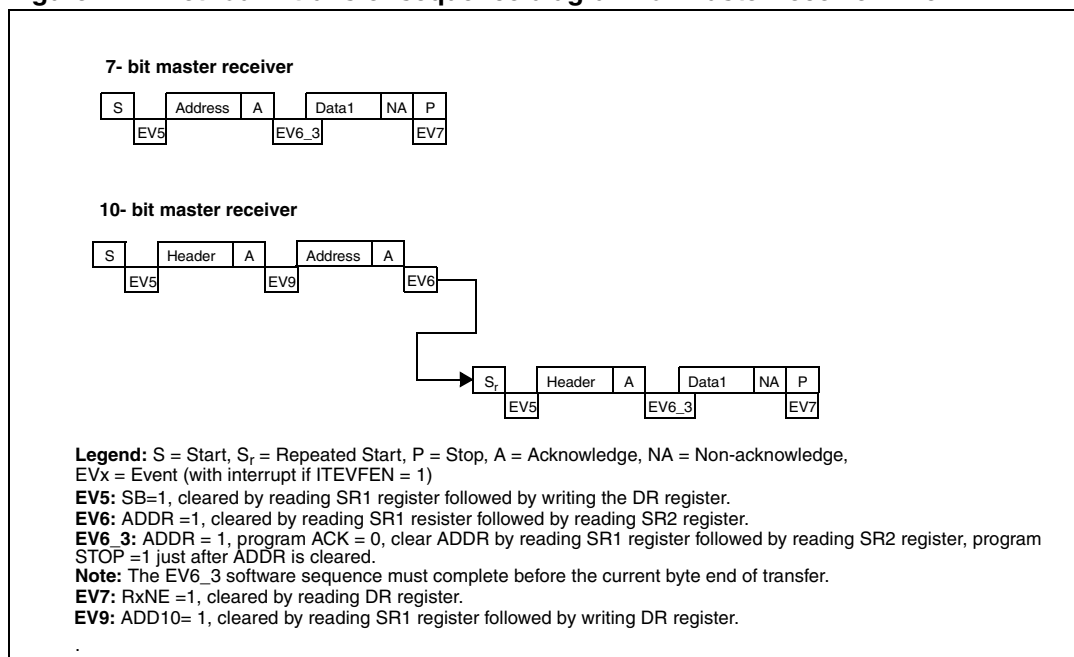 7- bit master receiver
S Address A Data1 NA P
EV5 EV6_3 EV7
10- bit master receiver
S Header A Address A
EV5 EV9 EV6
Sr Header A Data1 NA P
EV5 EV6_3 EV7
Legend: S = Start, Sr = Repeated Start, P = Stop, A = Acknowledge, NA = Non-acknowledge,
EVx = Event (with interrupt if ITEVFEN = 1)
EV5: SB=1, cleared by reading SR1 register followed by writing the DR register.
EV6: ADDR =1, cleared by reading SR1 resister followed by reading SR2 register.
EV6_3: ADDR = 1, program ACK = 0, clear ADDR by reading SR1 register followed by reading SR2 register, program
STOP =1 just after ADDR is cleared.
Note: The EV6_3 software sequence must complete before the current byte end of transfer.
EV7: RxNE =1, cleared by reading DR register.
EV9: ADD10= 1, cleared by reading SR1 register followed by writing DR register.
.